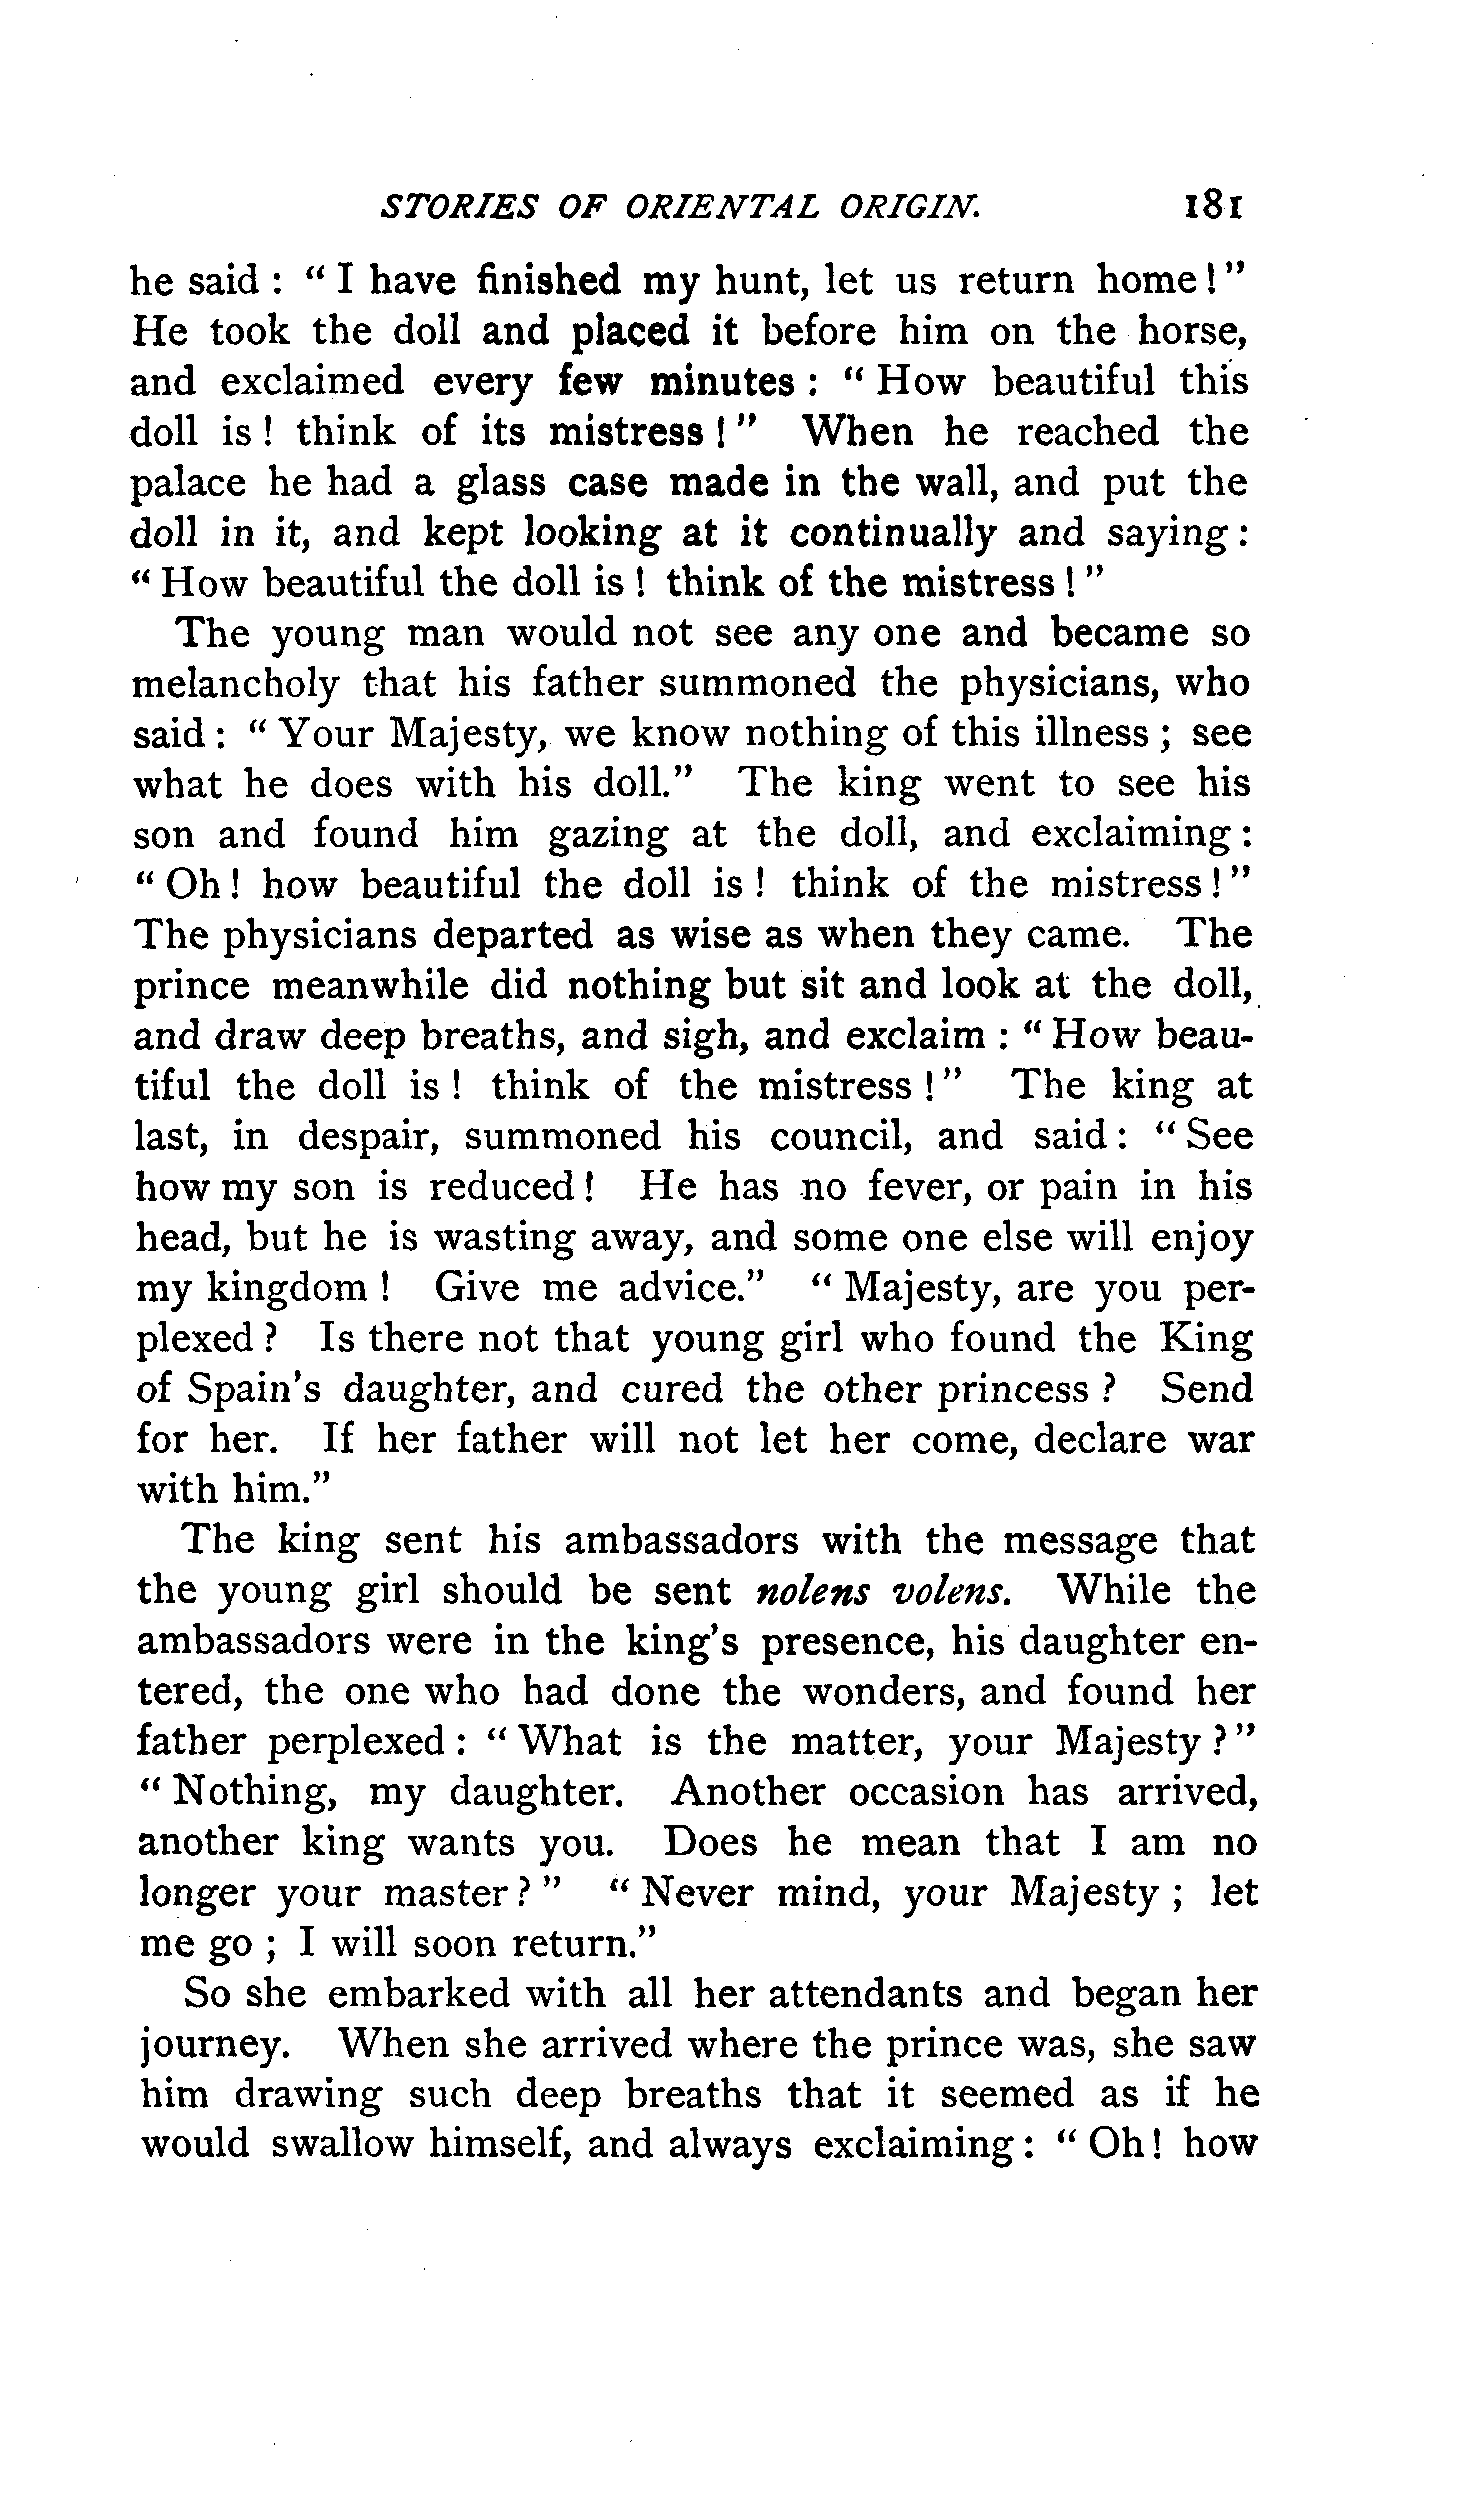 STORIES OF ORIENTAL ORIGIN. 181
he said : " I have finished my hunt, let us return home ! "
He took the doll and placed it before him on the horse,
and exclaimed every few minutes : " How beautiful this
doll is ! think of its mistress ! " When he reached the
palace he had a glass case made in the wall, and put the
doll in it, and kept looking at it continually and saying :
" How beautiful the doll is ! think of the mistress ! "
The young man would not see any one and became so
melancholy that his father summoned the physicians, who
said : " Your Majesty, we know nothing of this illness ; see
what he does with his doll." The king went to see his
son and found him gazing at the doll, and exclaiming :
" Oh ! how beautiful the doll is ! think of the mistress ! "
The physicians departed as wise as when they came. The
prince meanwhile did nothing but sit and look at the doll,
and draw deep breaths, and sigh, and exclaim : " How beau-
tiful the doll is ! think of the mistress ! " The king at
last, in despair, summoned his council, and said : " See
how my son is reduced ! He has no fever, or pain in his
head, but he is wasting away, and some one else will enjoy
my kingdom ! Give me advice." " Majesty, are you per-
plexed ? Is there not that young girl who found the King
of Spain's daughter, and cured the other princess ? Send
for her. If her father will not let her come, declare war
with him."
The king sent his ambassadors with the message that
the young girl should be sent nolens volens. While the
ambassadors were in the king's presence, his daughter en-
tered, the one who had done the wonders, and found her
father perplexed : " What is the matter, your Majesty ? "
" Nothing, my daughter. Another occasion has arrived,
another king wants you. Does he mean that I am no
longer your master ? " " Never mind, your Majesty ; let
me go ; I will soon return."
So she embarked with all her attendants and began her
journey. When she arrived where the prince was, she saw
him drawing such deep breaths that it seemed as if he
would swallow himself, and always exclaiming : " Oh ! how